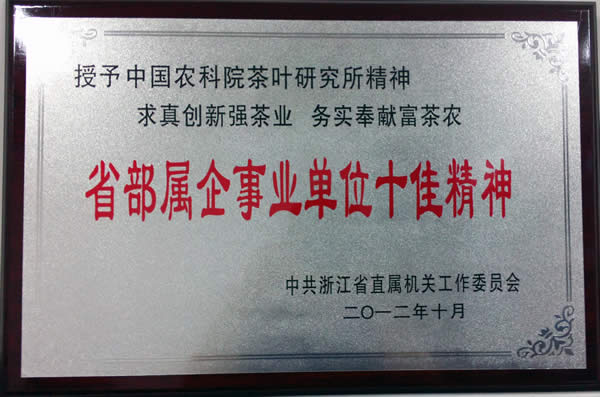 授予中国农科院茶叶研究所精神
求真创新强茶业 务实奉献富茶农
省部属企事业单位十佳精神
中共浙江省直属机关工作委员会
二〇一二年十月